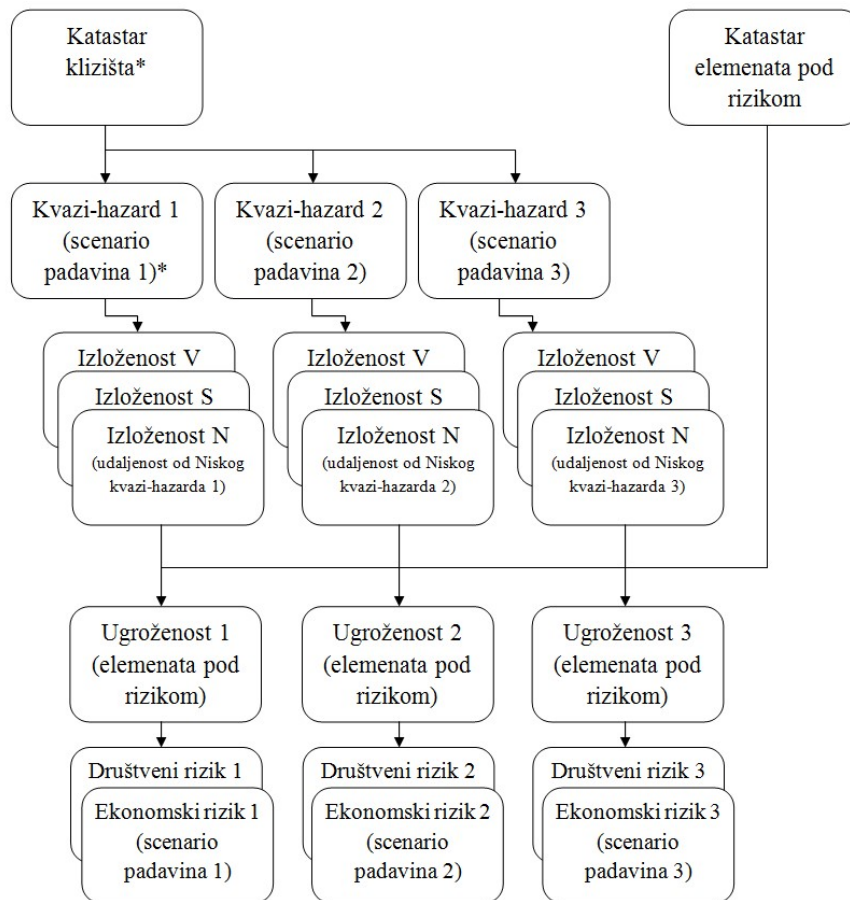 Katastar
klizišta*
Katastar
elemenata pod
rizikom
Kvazi-hazard 1
(scenario
padavina 1)*
Kvazi-hazard 2
(scenario
padavina 2)
Kvazi-hazard 3
(scenario
padavina 3)
Izloženost V
Izloženost S
Izloženost N
(udaljenost od Niskog
kvazi-hazarda 1)
Izloženost V
Izloženost S
Izloženost N
(udaljenost od Niskog
kvazi-hazarda 2)
Izloženost V
Izloženost S
Izloženost N
(udaljenost od Niskog
kvazi-hazarda 3)
Ugroženost 1
(elemenata pod
rizikom)
Ugroženost 2
(elemenata pod
rizikom)
Ugroženost 3
(elemenata pod
rizikom)
Društveni rizik 1
Ekonomski rizik 1
(scenario
padavina 1)
Društveni rizik 2
Ekonomski rizik 2
(scenario
padavina 2)
Društveni rizik 3
Ekonomski rizik 3
(scenario
padavina 3)